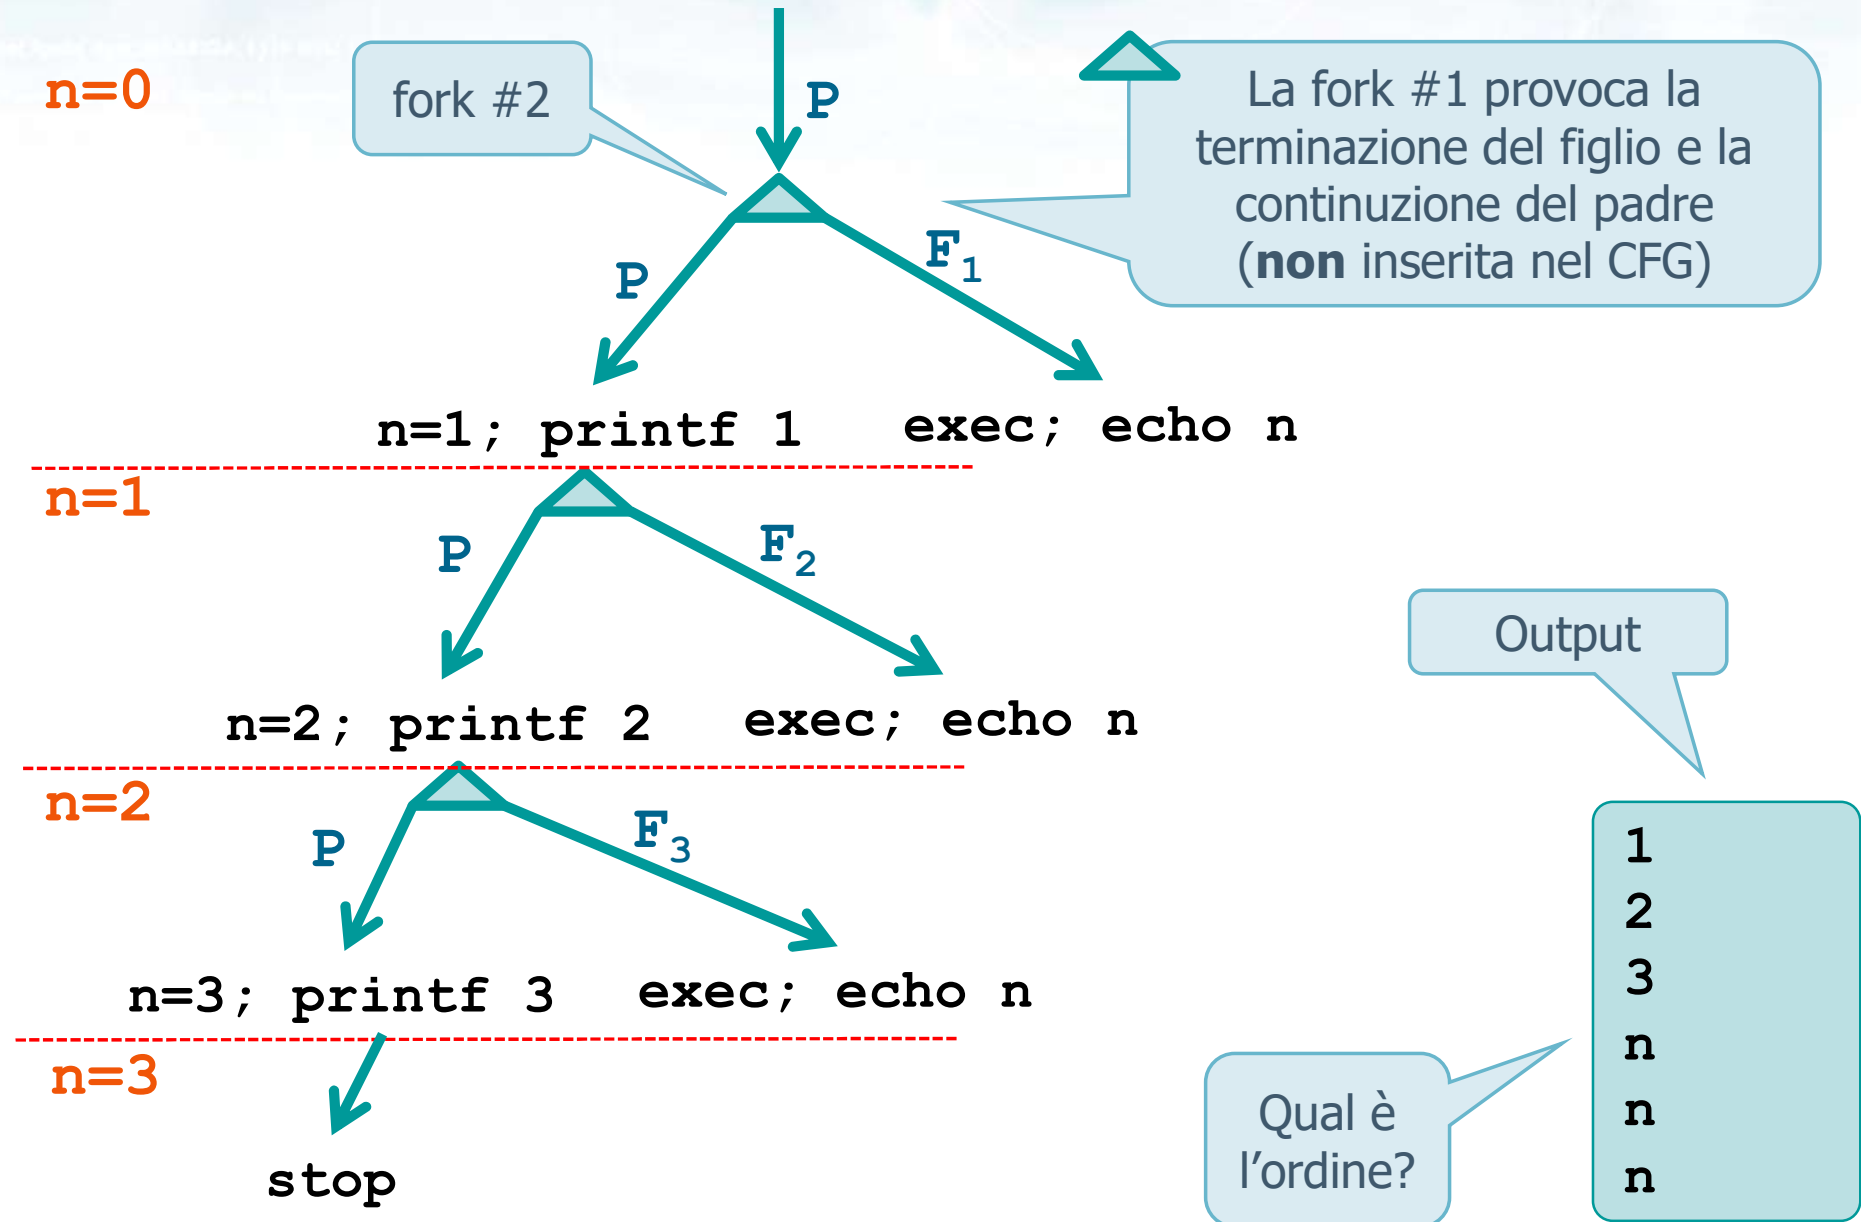 n=0
fork #2
P
La fork #1 provoca la
terminazione del figlio e la
continuzione del padre
(non inserita nel CFG)
P
F1
n=1; printf 1
exec; echo n
n=1
P
F2
Output
n=2; printf 2
exec; echo n
n=2
P
F3
1
2
3
n
n
n
n=3; printf 3
exec; echo n
n=3
Qual è
l'ordine?
stop